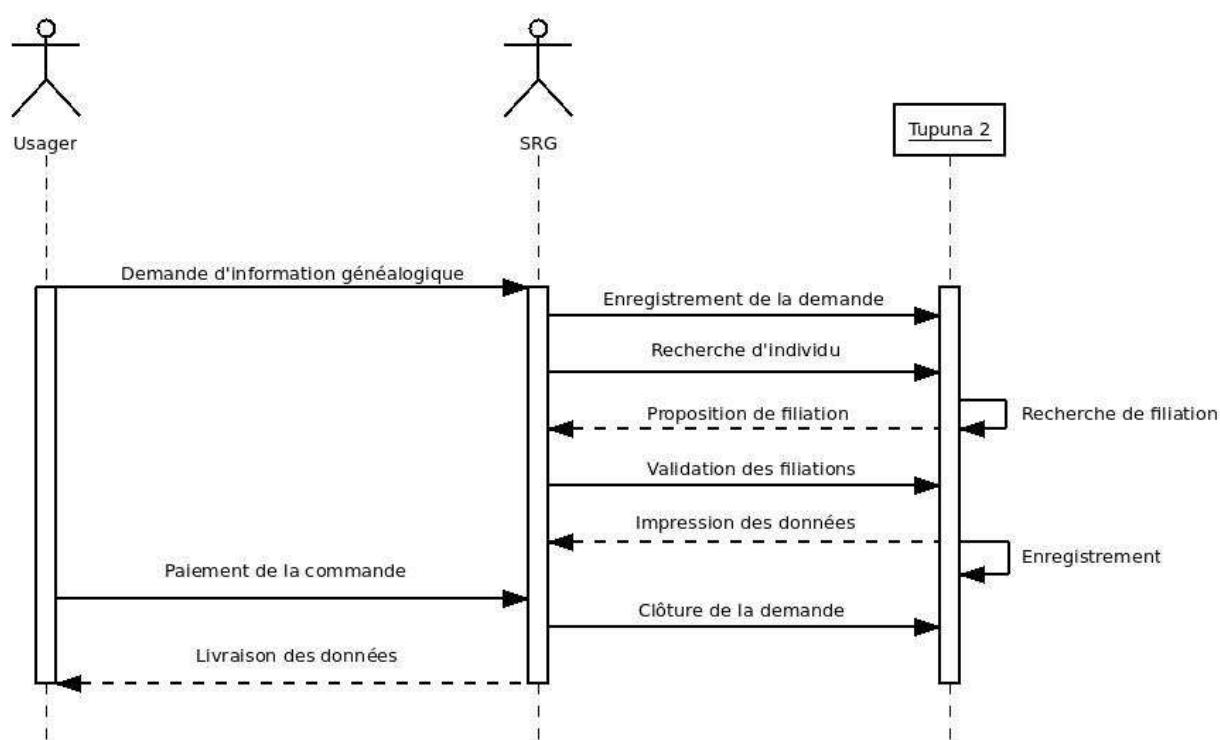 Usager
SRG
Tupuna 2
Demande d'information généalogique
Enregistrement de la demande
Recherche d'individu
Proposition de filiation
Recherche de filiation
Validation des filiations
Impression des données
Enregistrement
Paiement de la commande
Clôture de la demande
Livraison des données